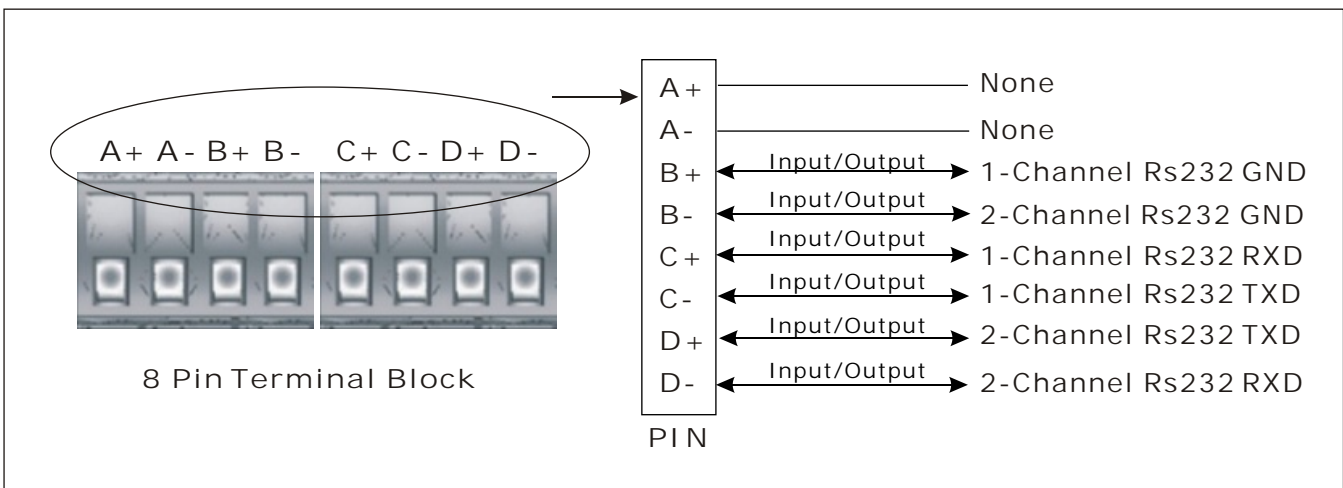 A+ A- B+ B- C+ C- D+ D-
8 Pin Terminal Block
A+ None
A- None
B+ Input/Output 1-Channel Rs232 GND
B- Input/Output 2-Channel Rs232 GND
C+ Input/Output 1-Channel Rs232 RXD
C- Input/Output 1-Channel Rs232 TXD
D+ Input/Output 2-Channel Rs232 TXD
D- Input/Output 2-Channel Rs232 RXD
PIN